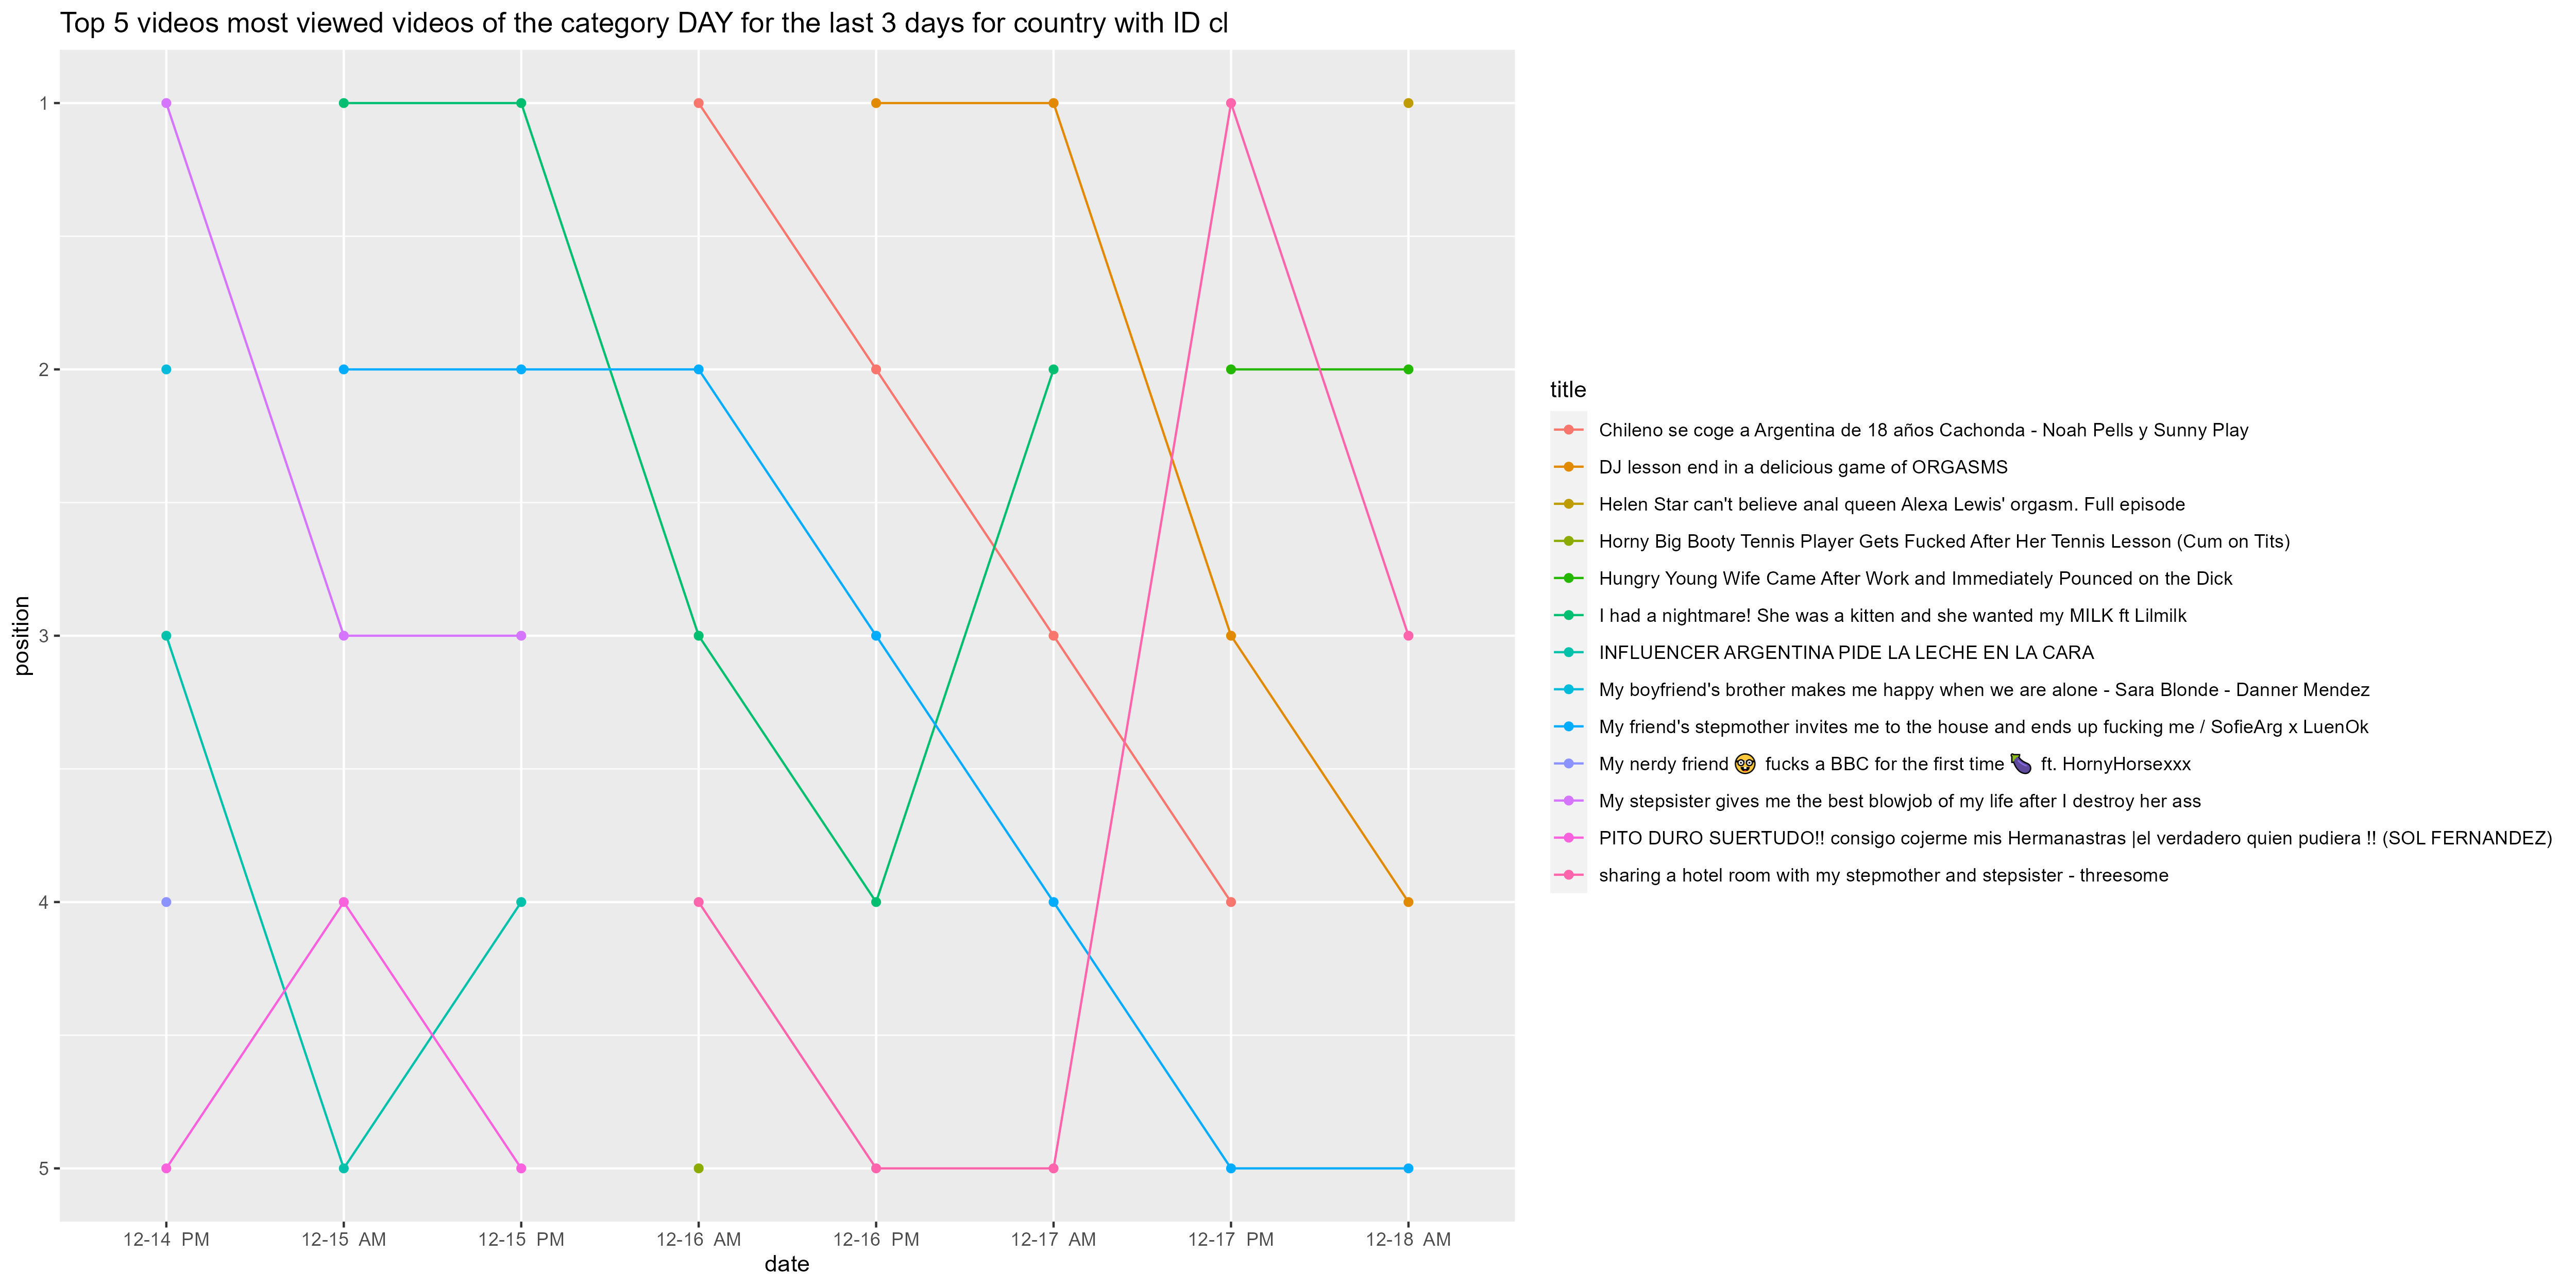 Top 5 videos most viewed videos of the category DAY for the last 3 days for country with ID cl
position
1
2
3
4
5
12-14 PM
12-15 AM
12-15 PM
12-16 AM
12-16 PM
12-17 AM
12-17 PM
12-18 AM
date
title
Chileno se coge a Argentina de 18 años Cachonda - Noah Pells y Sunny Play
DJ lesson end in a delicious game of ORGASMS
Helen Star can't believe anal queen Alexa Lewis' orgasm. Full episode
Horny Big Booty Tennis Player Gets Fucked After Her Tennis Lesson (Cum on Tits)
Hungry Young Wife Came After Work and Immediately Pounced on the Dick
I had a nightmare! She was a kitten and she wanted my MILK ft Lilmilk
INFLUENCER ARGENTINA PIDE LA LECHE EN LA CARA
My boyfriend's brother makes me happy when we are alone - Sara Blonde - Danner Mendez
My friend's stepmother invites me to the house and ends up fucking me / SofieArg x LuenOk
My nerdy friend 🤓 fucks a BBC for the first time 🍆 ft. HornyHorsexxx
My stepsister gives me the best blowjob of my life after I destroy her ass
PITO DURO SUERTUDO!! consigo cojerme mis Hermanastras |el verdadero quien pudiera !! (SOL FERNANDEZ)
sharing a hotel room with my stepmother and stepsister - threesome